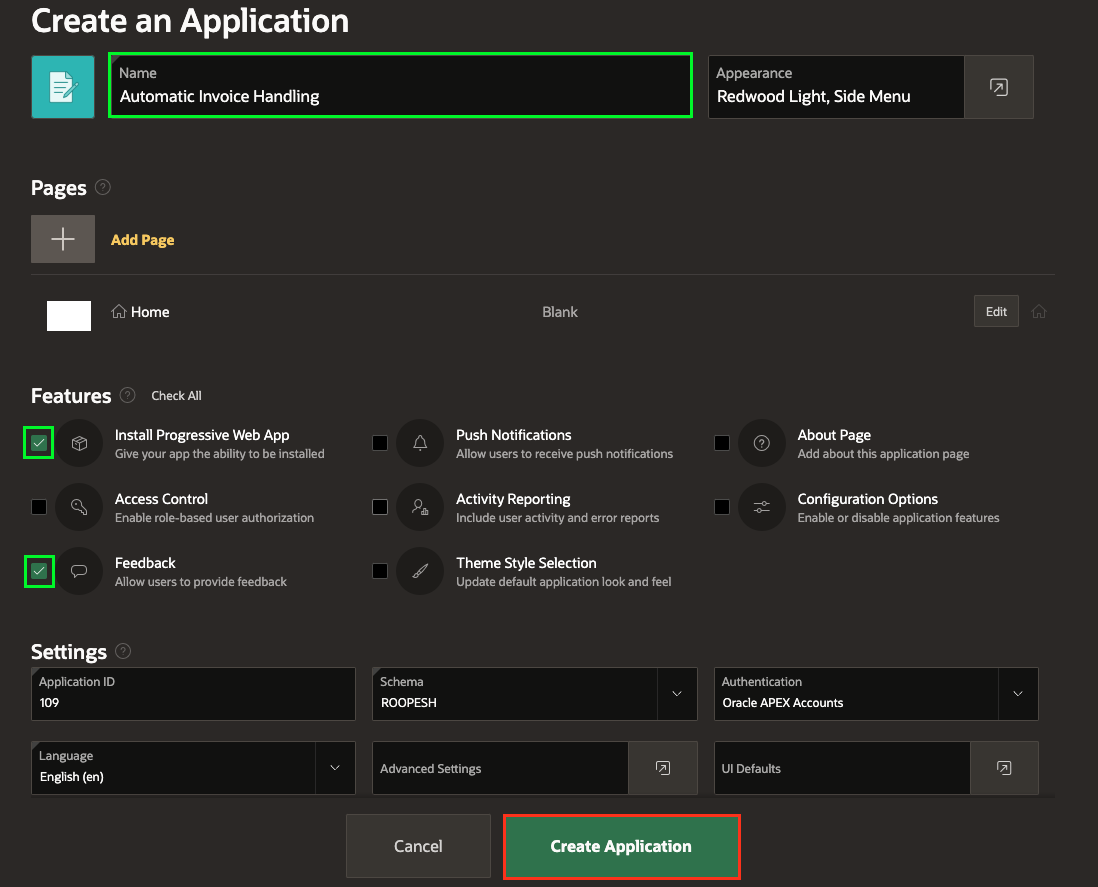 Create an Application
Name
Automatic Invoice Handling
Appearance
Redwood Light, Side Menu
Pages ?
Add Page
Home
Blank
Edit
Features ?
Check All
Install Progressive Web App
Give your app the ability to be installed
Push Notifications
Allow users to receive push notifications
? About Page
Add about this application page
Access Control
Enable role-based user authorization
Activity Reporting
Include user activity and error reports
Configuration Options
Enable or disable application features
Feedback
Allow users to provide feedback
Theme Style Selection
Update default application look and feel
Settings ?
Application ID
109
Schema
ROOPESH
Authentication
Oracle APEX Accounts
Language
English (en)
Advanced Settings
UI Defaults
Cancel
Create Application